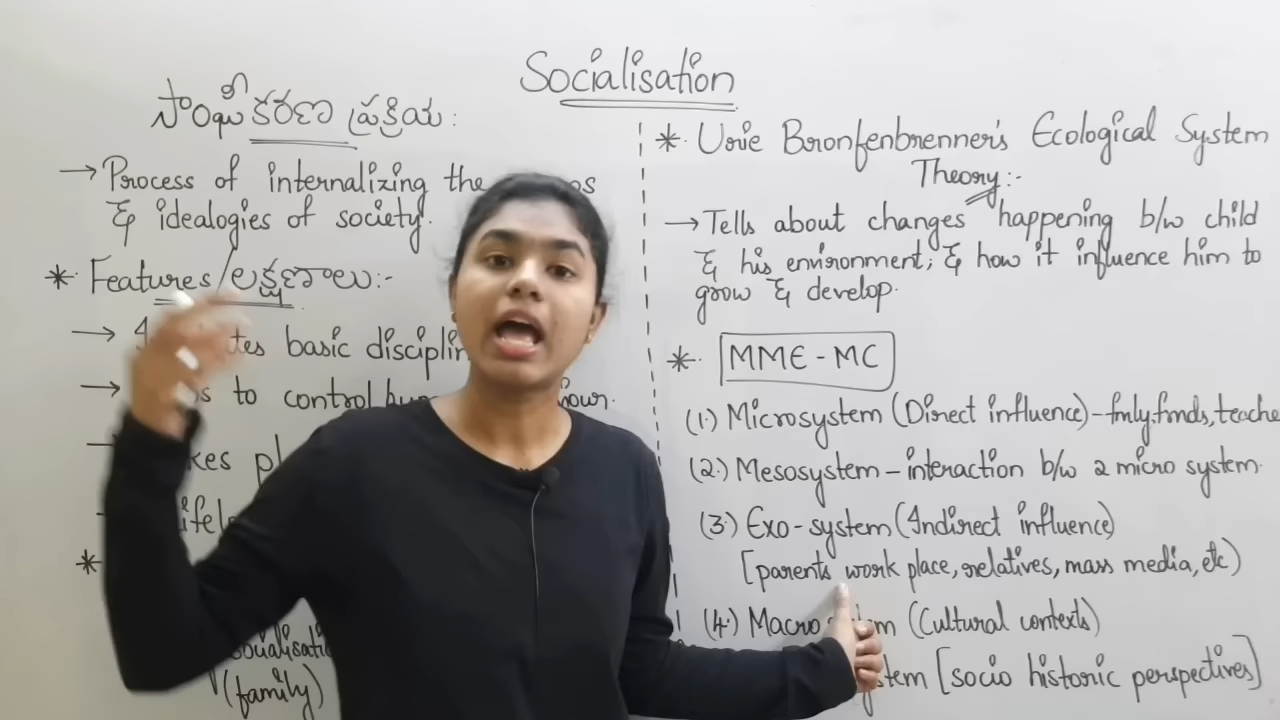 Socialisation
సాంఘీకరణ ప్రక్రియ:
→ Process of internalizing the
& idealogies of society.
* Features/లక్షణాలు:-
→ basic disciplin
→ to control
→
→
*
(family)
* Urie Bronfenbrenner's Ecological System
Theory:-
→ Tells about changes happening b/w child
& his environment; & how it influence him to
grow & develop.
* MME-MC
(1.) Microsystem (Direct influence) - fmly, frnds, teache
(2.) Mesosystem - interaction b/w 2 micro system.
(3.) Exo-system (Indirect influence)
[parents work place, relatives, mass media, etc)
(4.) Macro (Cultural contexts)
[socio historic perspectives]